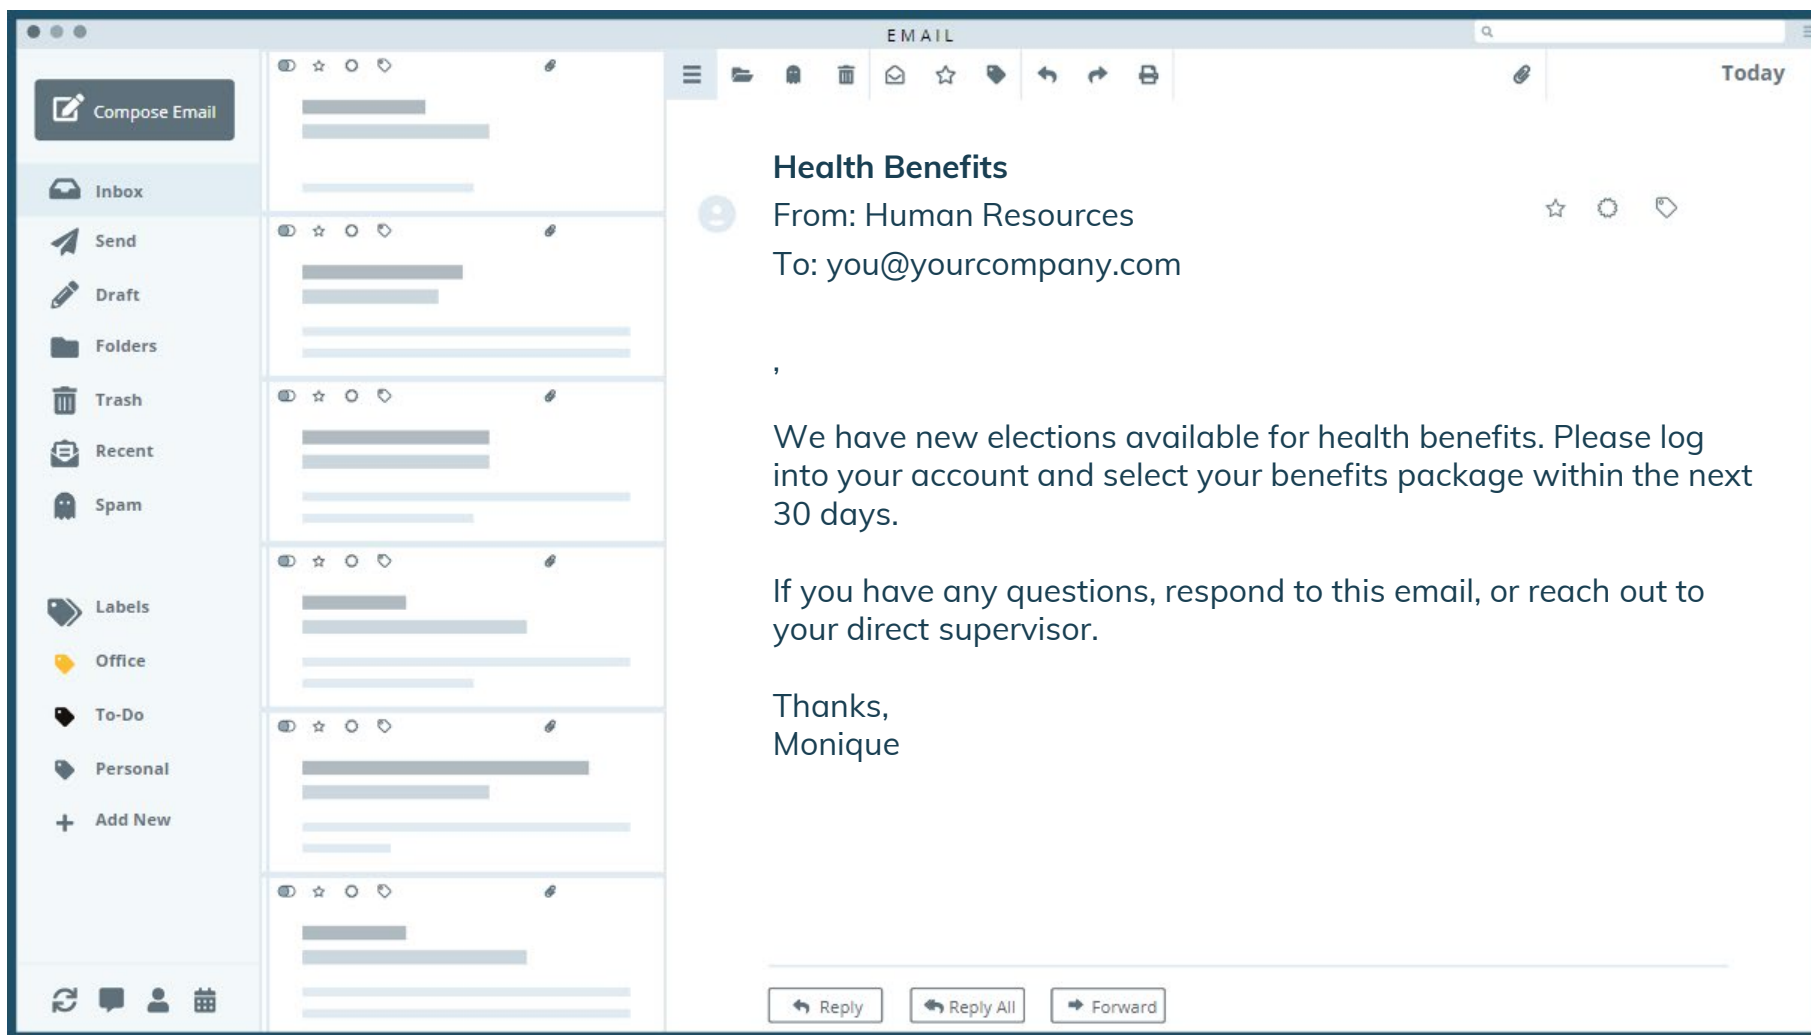 EMAIL
Compose Email
Inbox
Send
Draft
Folders
Trash
Recent
Spam
Labels
Office
To-Do
Personal
Add New
Today
Health Benefits
From: Human Resources
To: you@yourcompany.com
,
We have new elections available for health benefits. Please log
into your account and select your benefits package within the next
30 days.
If you have any questions, respond to this email, or reach out to
your direct supervisor.
Thanks,
Monique
Reply
Reply All
Forward